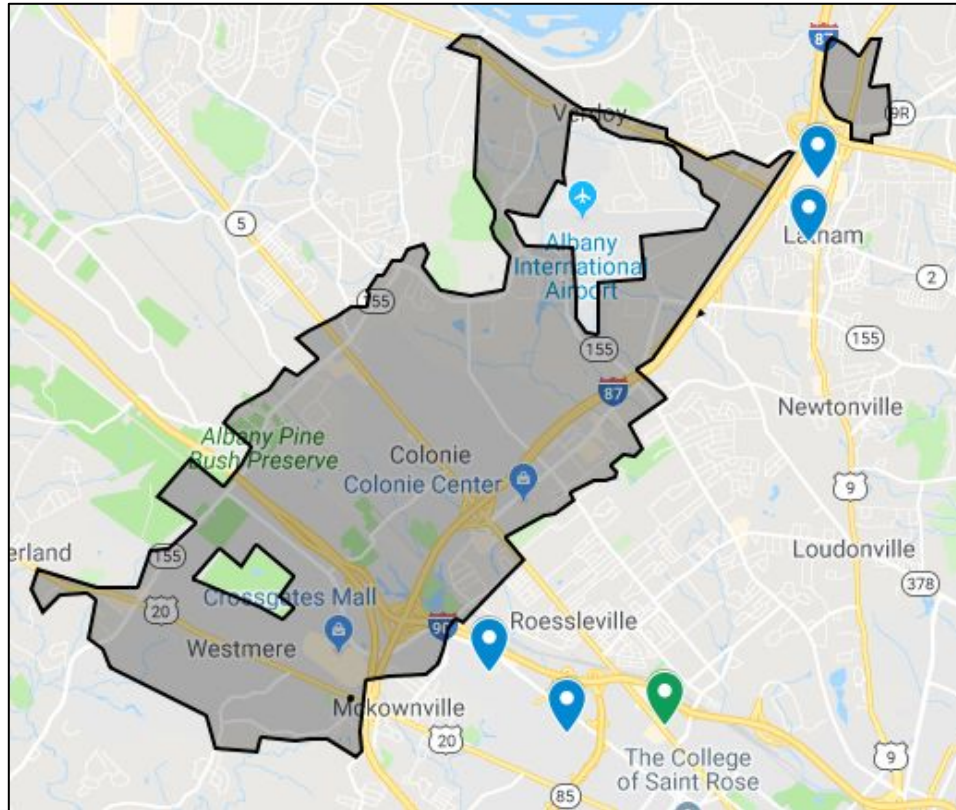 87
Verdoy
9R
5
Albany
International
Airport
Latham
2
155
155
155
87
Newtonville
Albany Pine
Bush Preserve
Colonie
Colonie Center
9
155
erland
Loudonville
378
Crossgates Mall
20
90
Roessleville
Westmere
Mckownville
20
The College
of Saint Rose
9
85